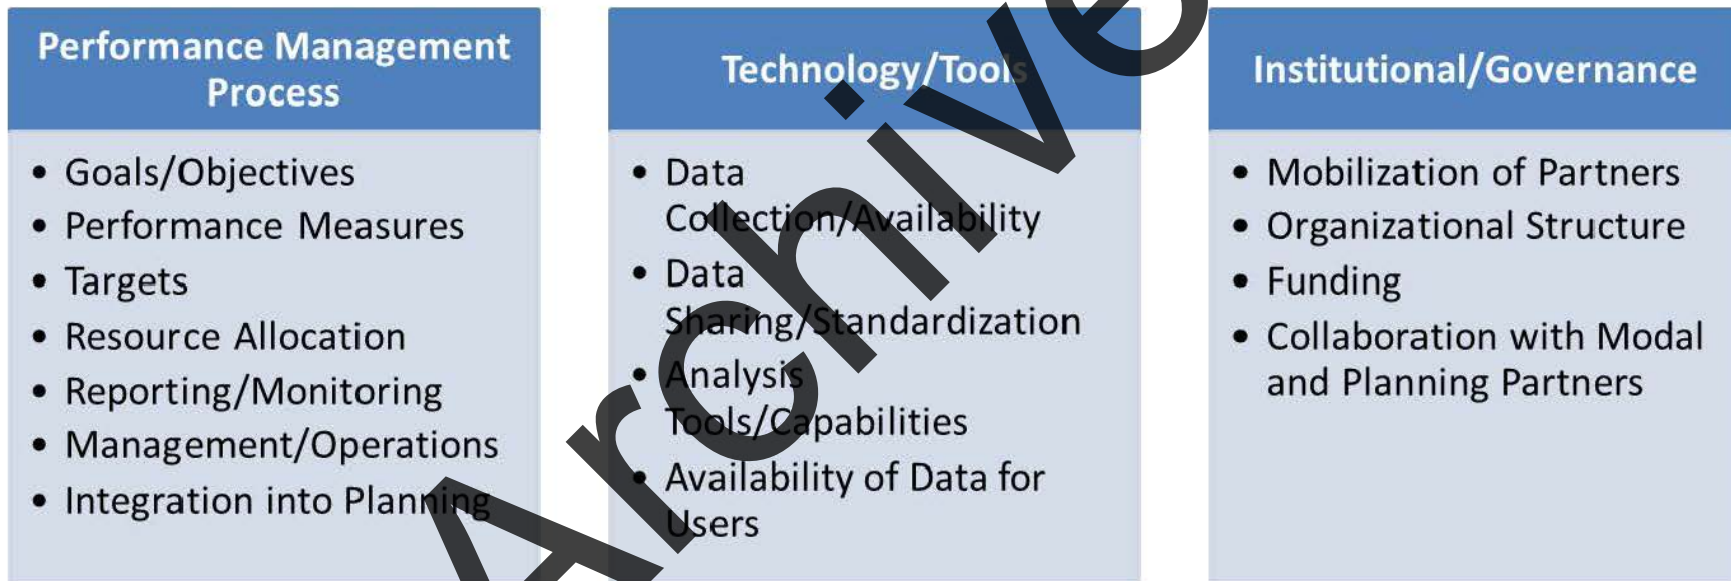 Performance Management
Process
• Goals/Objectives
• Performance Measures
• Targets
• Resource Allocation
• Reporting/Monitoring
• Management/Operations
• Integration into Planning
Technology/Tools
• Data
Collection/Availability
• Data
Sharing/Standardization
• Analysis
Tools/Capabilities
• Availability of Data for
Users
Institutional/Governance
• Mobilization of Partners
• Organizational Structure
• Funding
• Collaboration with Modal
and Planning Partners
Archive